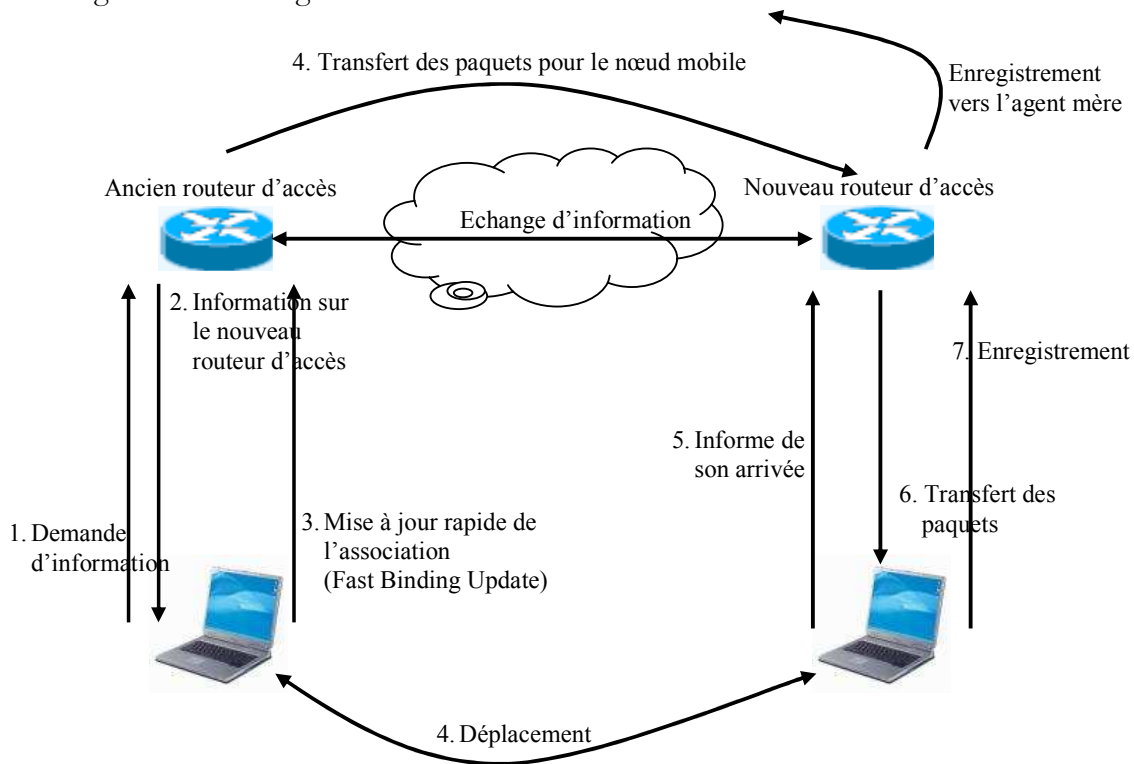 4. Transfert des paquets pour le nœud mobile
Enregistrement
vers l'agent mère
Ancien routeur d'accès
Nouveau routeur d'accès
Echange d'information
2. Information sur
le nouveau
routeur d'accès
7. Enregistrement
5. Informe de
son arrivée
6. Transfert des
paquets
1. Demande
d'information
3. Mise à jour rapide de
l'association
(Fast Binding Update)
4. Déplacement